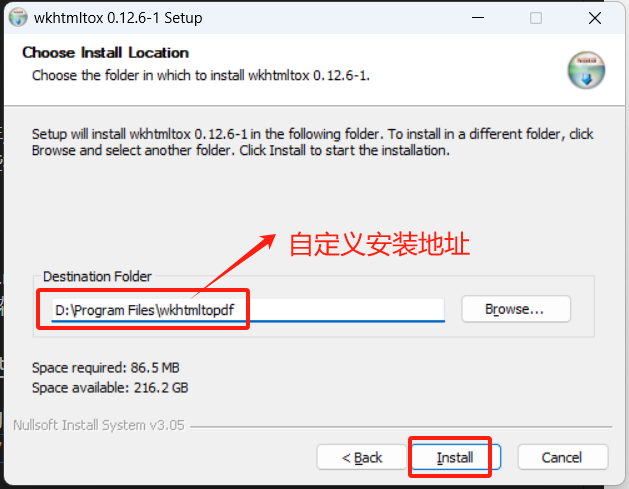 wkhtmltox 0.12.6-1 Setup
Choose Install Location
Choose the folder in which to install wkhtmltox 0.12.6-1.
Setup will install wkhtmltox 0.12.6-1 in the following folder. To install in a different folder, click
Browse and select another folder. Click Install to start the installation.
自定义安装地址
Destination Folder
D:\Program Files\wkhtmltopdf
Browse...
Space required: 86.5 MB
Space available: 216.2 GB
Nullsoft Install System v3.05
< Back
Install
Cancel